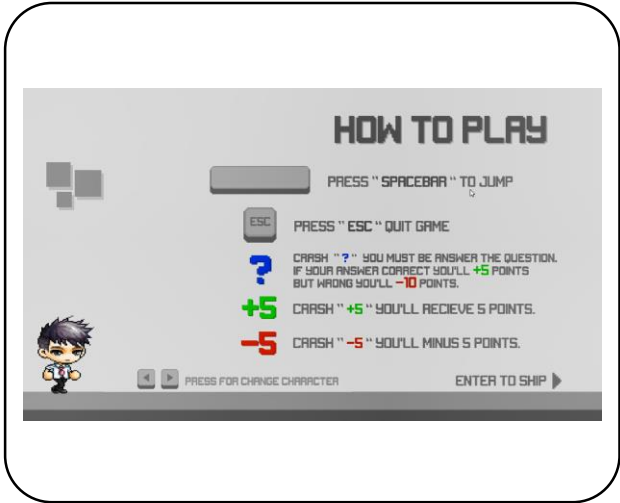 HOW TO PLAY
PRESS " SPACEBAR " TO JUMP
ESC
PRESS " ESC " QUIT GAME
?
CRASH " ? " YOU MUST BE ANSWER THE QUESTION.
IF YOUR ANSWER CORRECT YOU'LL +5 POINTS
BUT WRONG YOU'LL -10 POINTS.
+5
CRASH " +5 " YOU'LL RECIEVE 5 POINTS.
-5
CRASH " -5 " YOU'LL MINUS 5 POINTS.
PRESS FOR CHANGE CHARACTER
ENTER TO SHIP